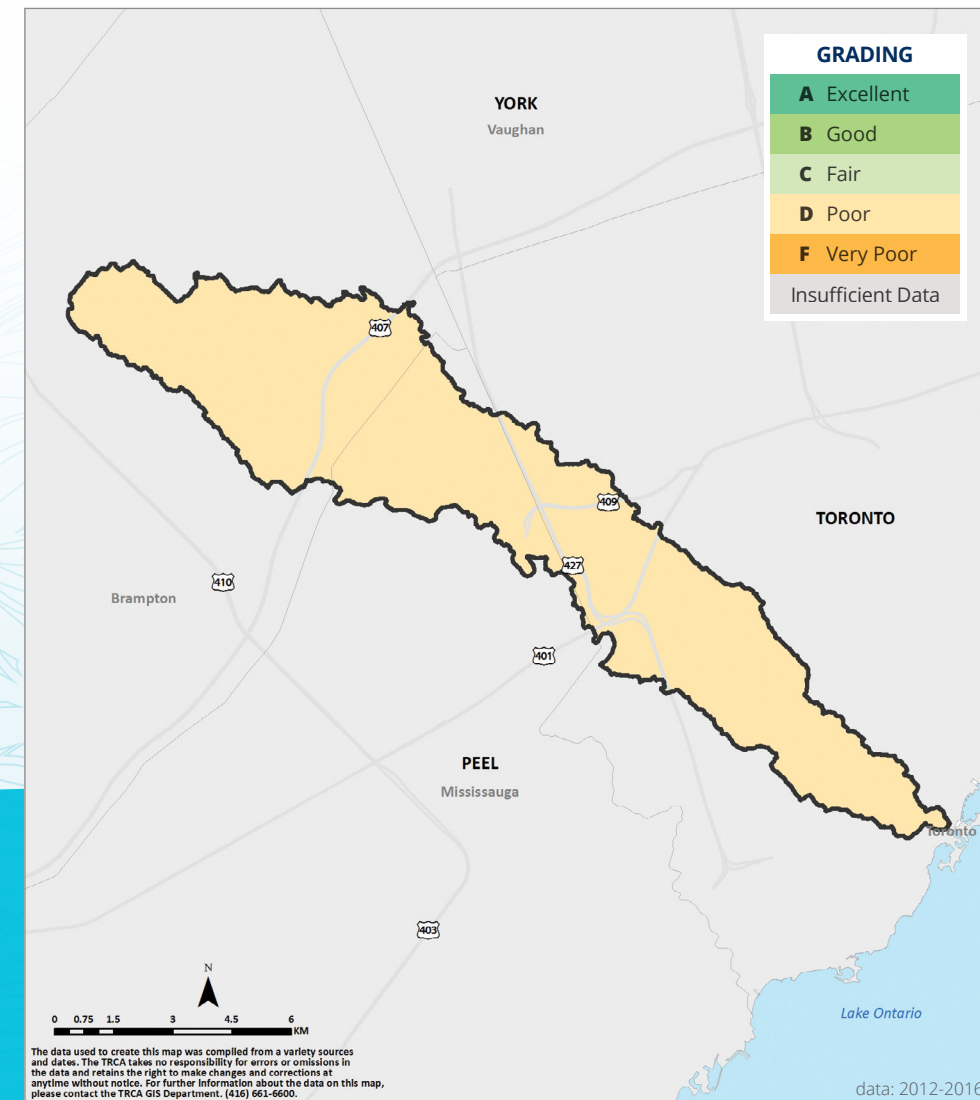 GRADING
A Excellent
B Good
C Fair
D Poor
F Very Poor
Insufficient Data
YORK
Vaughan
407
409
TORONTO
427
410
Brampton
401
PEEL
Mississauga
Toronto
403
N
0 0.75 1.5 3 4.5 6
KM
Lake Ontario
The data used to create this map was compiled from a variety sources
and dates. The TRCA takes no responsibility for errors or omissions in
the data and retains the right to make changes and corrections at
anytime without notice. For further information about the data on this map,
please contact the TRCA GIS Department. (416) 661-6600.
data: 2012-2016